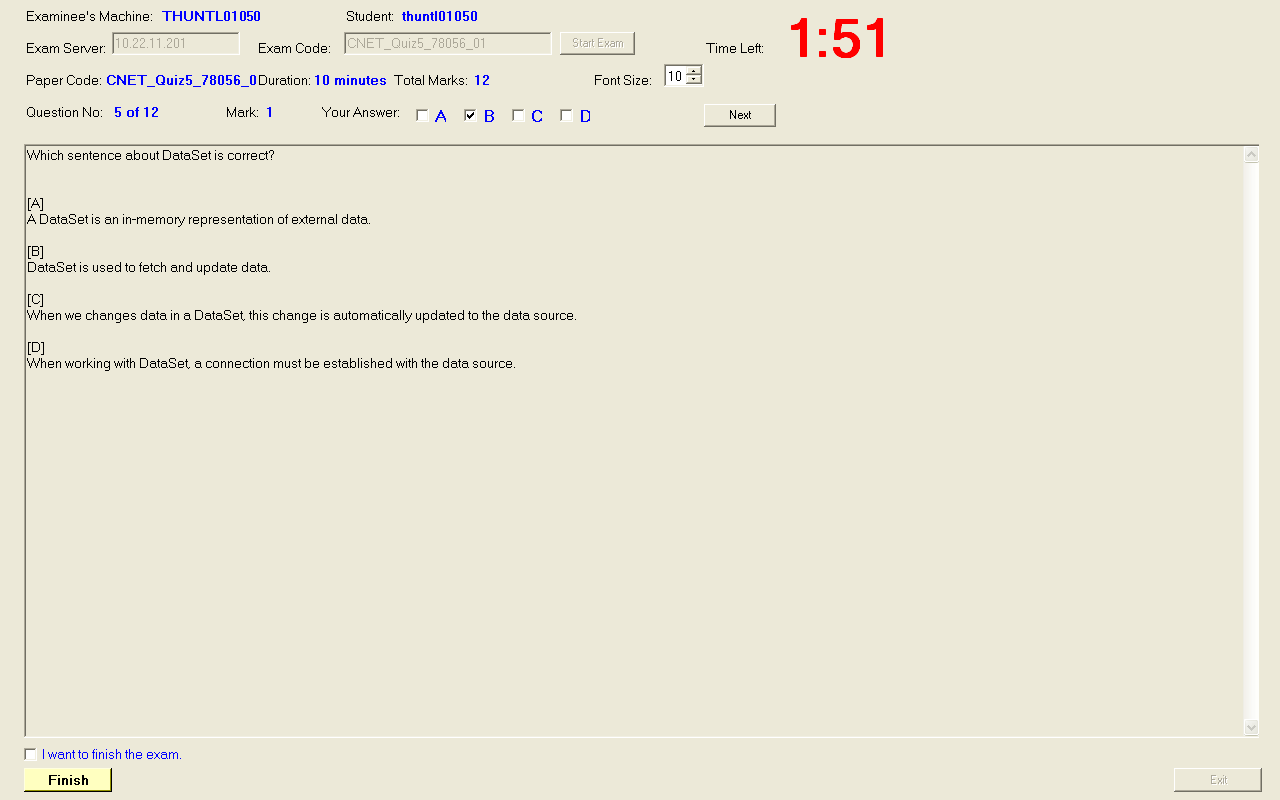 Examinee's Machine: THUNTL01050 Student: thuntl01050
Exam Server: 10.22.11.201 Exam Code: CNET_Quiz5_78056_01 Start Exam Time Left: 1:51
Paper Code: CNET_Quiz5_78056_0 Duration: 10 minutes Total Marks: 12 Font Size: 10
Question No: 5 of 12 Mark: 1 Your Answer: A B C D Next
Which sentence about DataSet is correct?
[A]
A DataSet is an in-memory representation of external data.
[B]
DataSet is used to fetch and update data.
[C]
When we changes data in a DataSet, this change is automatically updated to the data source.
[D]
When working with DataSet, a connection must be established with the data source.
I want to finish the exam.
Finish Exit